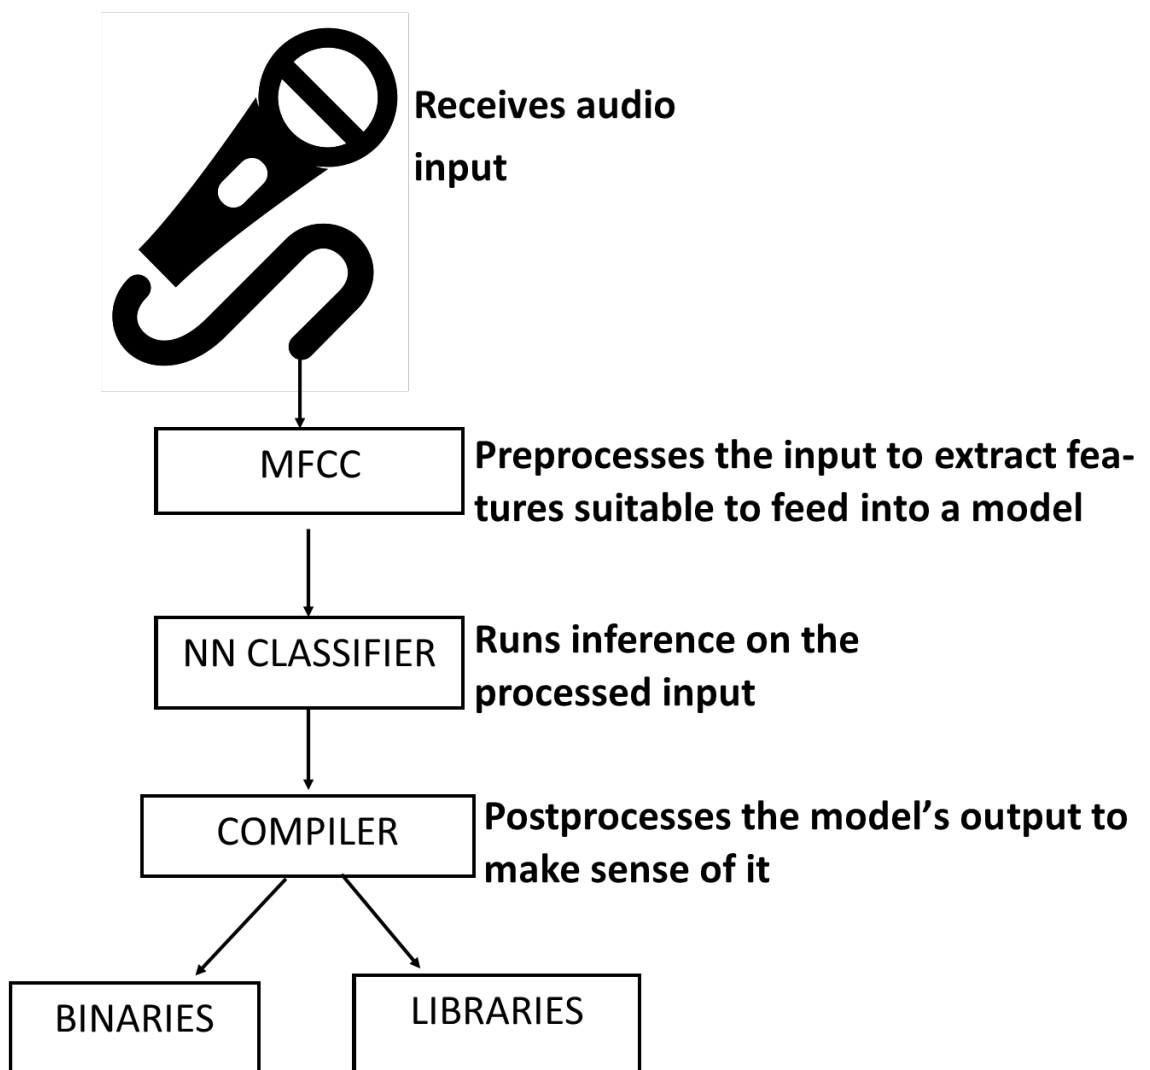 Receives audio
input
MFCC
Preprocesses the input to extract fea-
tures suitable to feed into a model
NN CLASSIFIER
Runs inference on the
processed input
COMPILER
Postprocesses the model’s output to
make sense of it
BINARIES
LIBRARIES